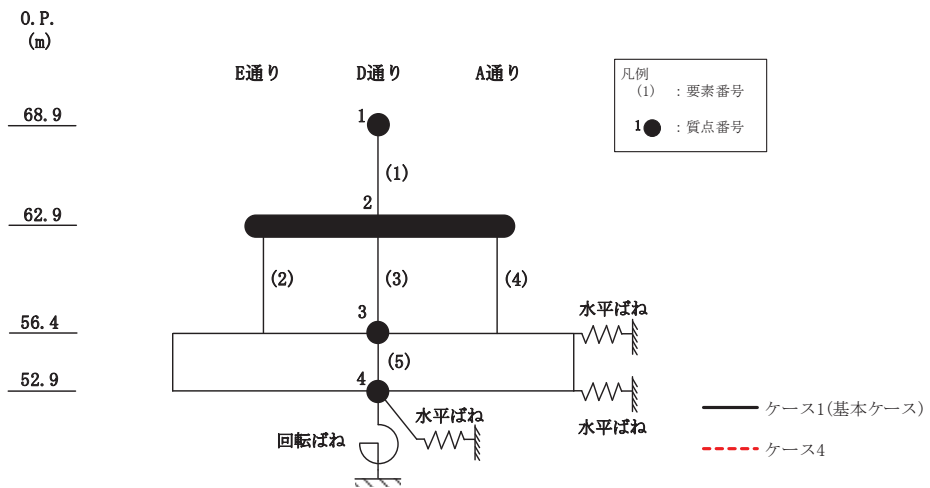 O.P.
(m)
E通り D通り A通り
凡例
(1) : 要素番号
1 : 質点番号
68.9
1
(1)
2
62.9
(2) (3) (4)
3
水平ばね
56.4
(5)
52.9
4
水平ばね
水平ばね
回転ばね
ケース1(基本ケース)
ケース4